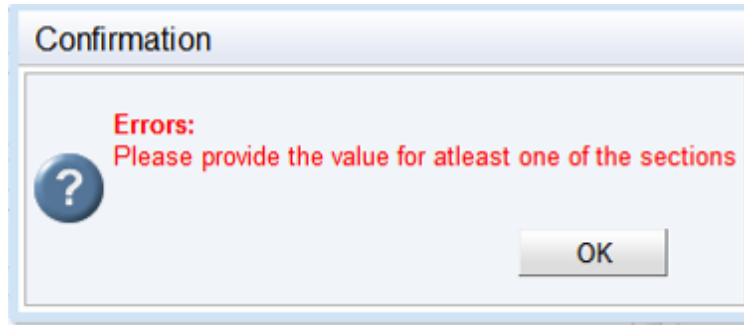 Confirmation
Errors:
Please provide the value for atleast one of the sections
?
OK